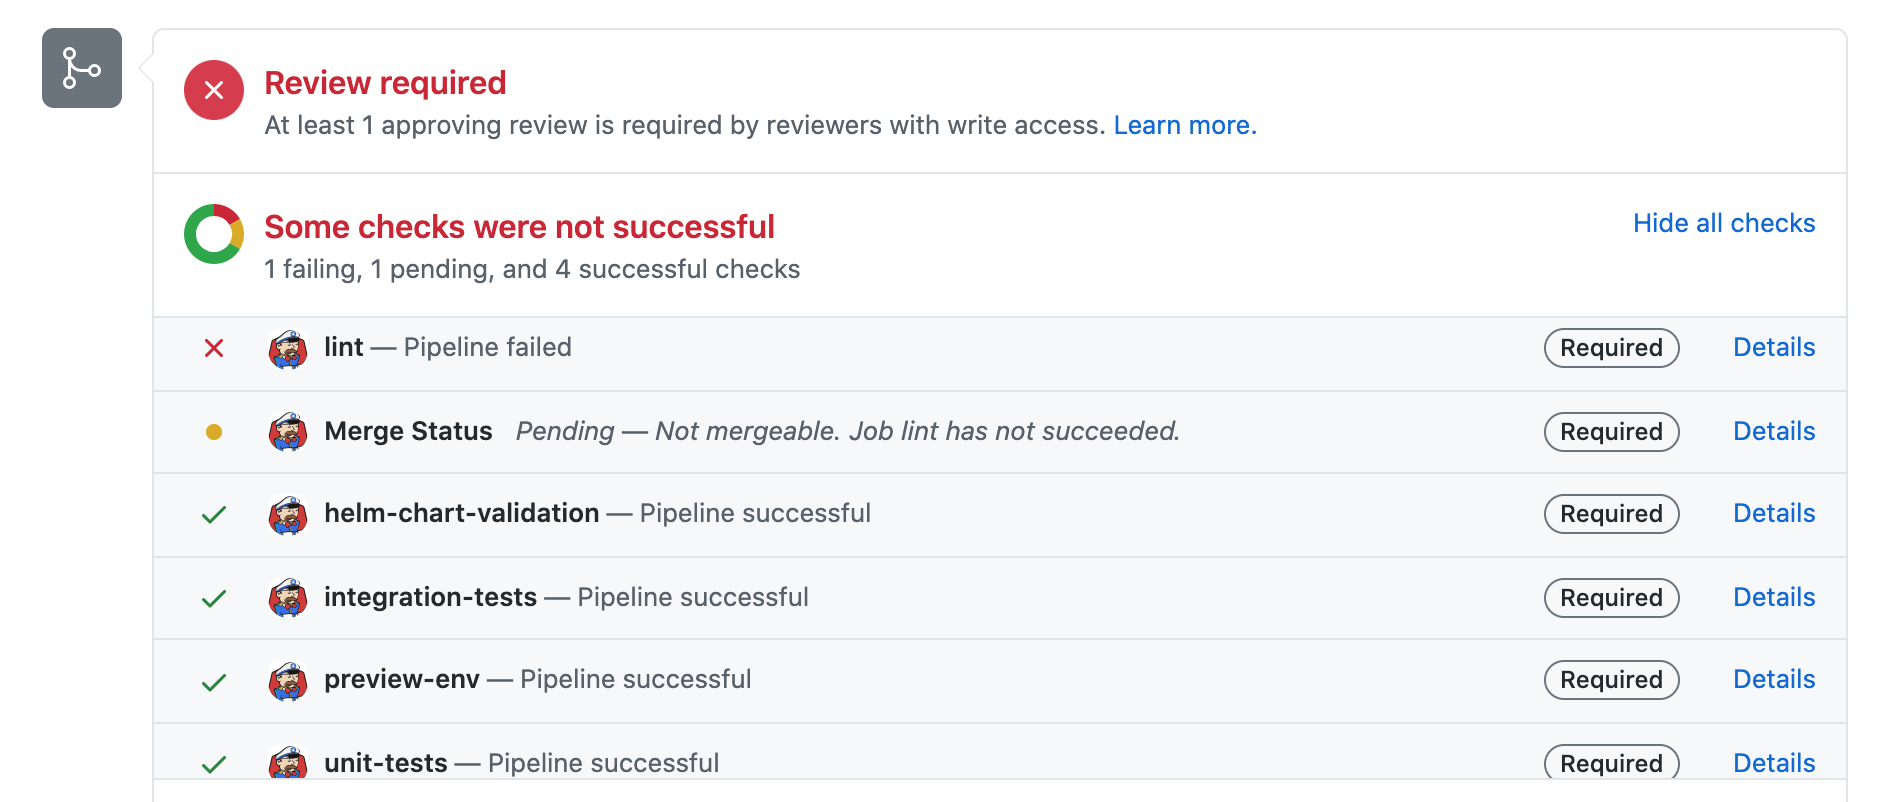 Review required
At least 1 approving review is required by reviewers with write access. Learn more.
Some checks were not successful
Hide all checks
1 failing, 1 pending, and 4 successful checks
lint — Pipeline failed Required Details
Merge Status Pending — Not mergeable. Job lint has not succeeded. Required Details
helm-chart-validation — Pipeline successful Required Details
integration-tests — Pipeline successful Required Details
preview-env — Pipeline successful Required Details
unit-tests — Pipeline successful Required Details